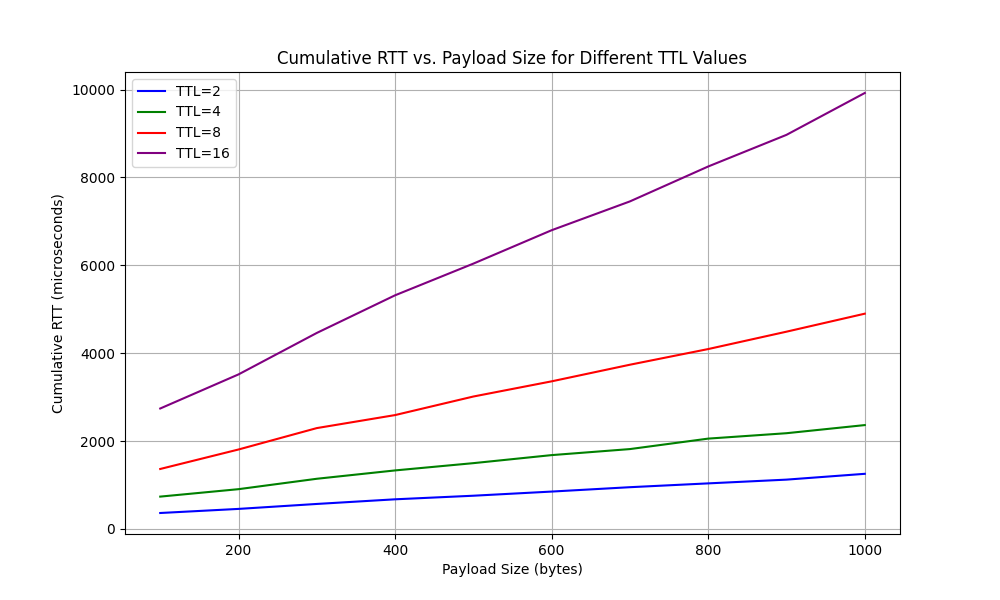 Cumulative RTT vs. Payload Size for Different TTL Values
TTL=2
TTL=4
TTL=8
TTL=16
Cumulative RTT (microseconds)
10000
8000
6000
4000
2000
0
200 400 600 800 1000
Payload Size (bytes)